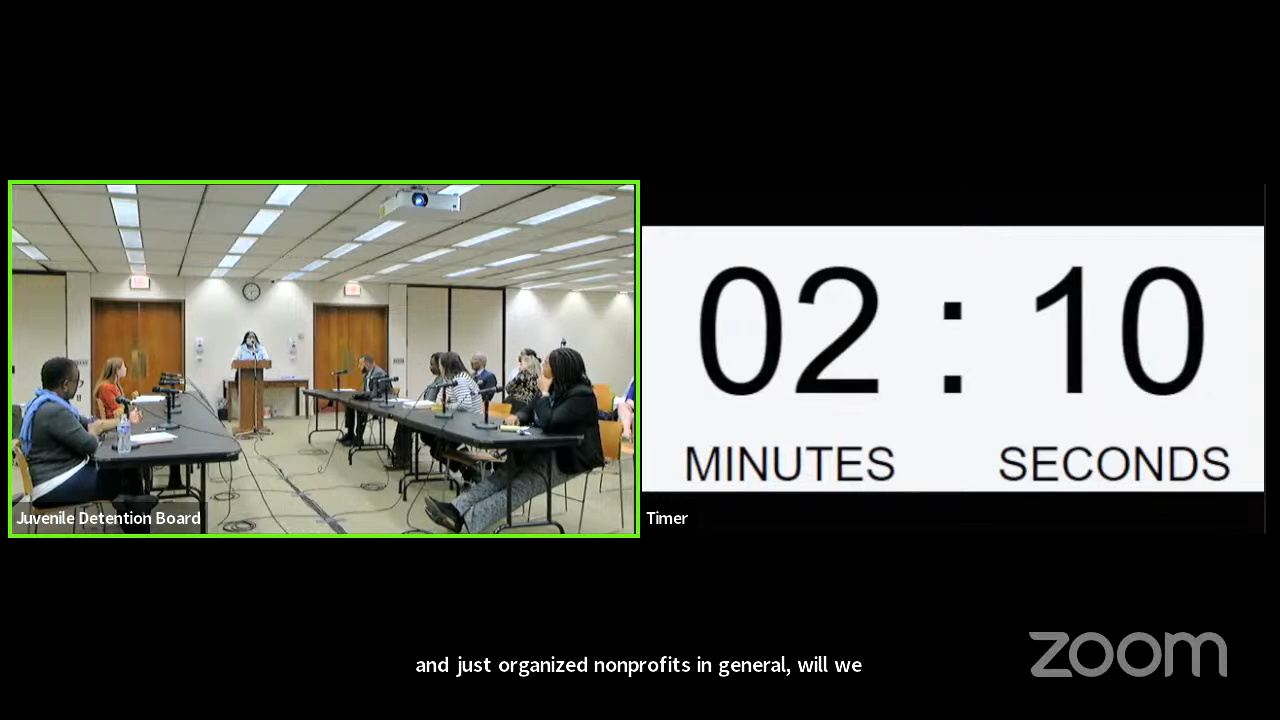 02 : 10
MINUTES SECONDS
Juvenile Detention Board
Timer
and just organized nonprofits in general, will we
zoom